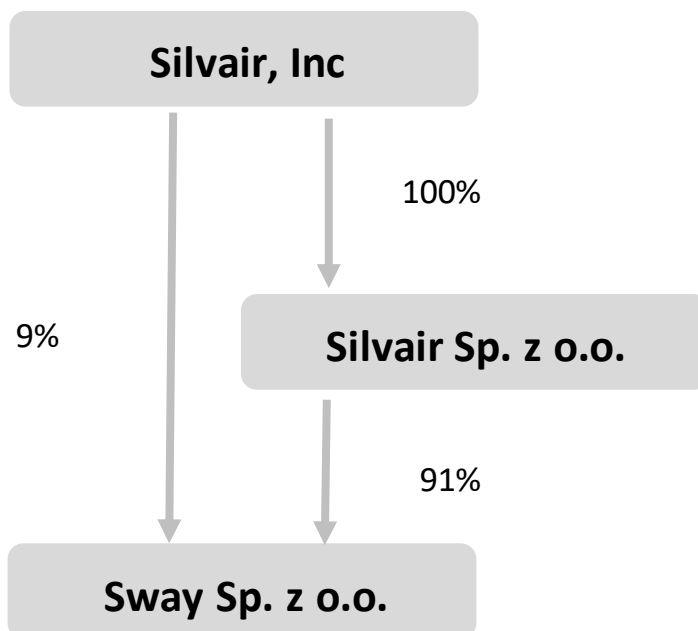 Silvair, Inc
100%
9%
Silvair Sp. z o.o.
91%
Sway Sp. z o.o.